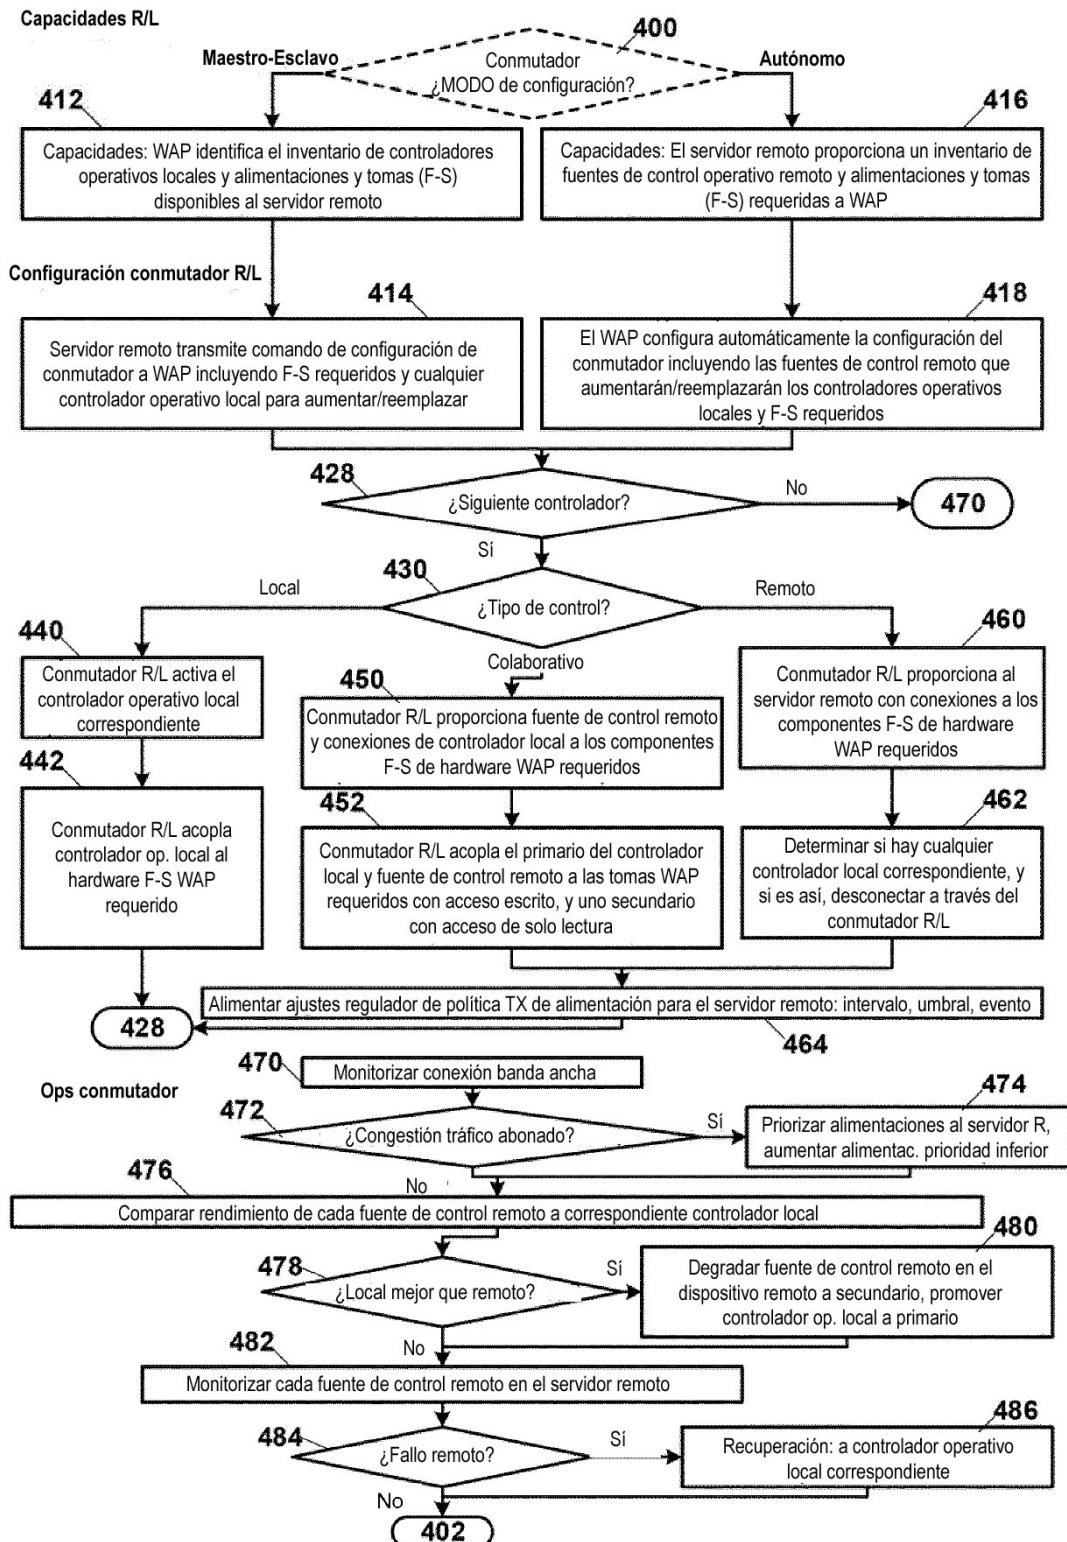 Capacidades R/L
400
Maestro-Esclavo
Conmutador
¿MODO de configuración?
Autónomo
412
Capacidades: WAP identifica el inventario de controladores
operativos locales y alimentaciones y tomas (F-S)
disponibles al servidor remoto
416
Capacidades: El servidor remoto proporciona un inventario de
fuentes de control operativo remoto y alimentaciones y tomas
(F-S) requeridas a WAP
Configuración conmutador R/L
414
Servidor remoto transmite comando de configuración de
conmutador a WAP incluyendo F-S requeridos y cualquier
controlador operativo local para aumentar/reemplazar
418
El WAP configura automáticamente la configuración del
conmutador incluyendo las fuentes de control remoto que
aumentarán/reemplazarán los controladores operativos
locales y F-S requeridos
428
¿Siguiente controlador?
No
470
Sí
430
¿Tipo de control?
Local
Remoto
Colaborativo
440
Conmutador R/L activa el
controlador operativo local
correspondiente
442
Conmutador R/L acopla
controlador op. local al
hardware F-S WAP
requerido
450
Conmutador R/L proporciona fuente de control remoto
y conexiones de controlador local a los componentes
F-S de hardware WAP requeridos
452
Conmutador R/L acopla el primario del controlador
local y fuente de control remoto a las tomas WAP
requeridos con acceso escrito, y uno secundario
con acceso de solo lectura
460
Conmutador R/L proporciona al
servidor remoto con conexiones a los
componentes F-S de hardware
WAP requeridos
462
Determinar si hay cualquier
controlador local correspondiente, y
si es así, desconectar a través del
conmutador R/L
Alimentar ajustes regulador de política TX de alimentación para el servidor remoto: intervalo, umbral, evento
464
428
Ops conmutador
470
Monitorizar conexión banda ancha
472
¿Congestión tráfico abonado?
Sí
474
Priorizar alimentaciones al servidor R,
aumentar alimentac. prioridad inferior
No
476
Comparar rendimiento de cada fuente de control remoto a correspondiente controlador local
478
¿Local mejor que remoto?
Sí
480
Degradar fuente de control remoto en el
dispositivo remoto a secundario, promover
controlador op. local a primario
No
482
Monitorizar cada fuente de control remoto en el servidor remoto
484
¿Fallo remoto?
Sí
486
Recuperación: a controlador operativo
local correspondiente
No
402